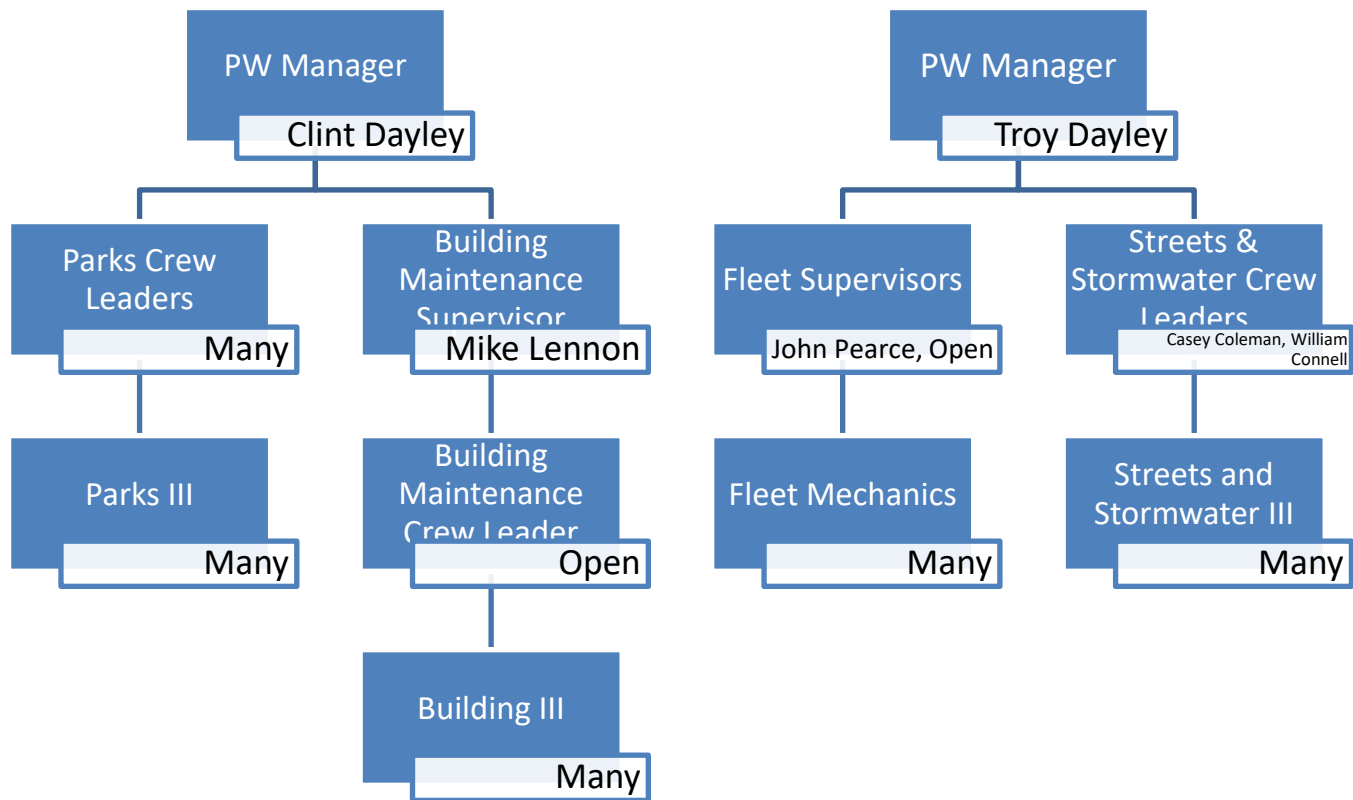 PW Manager
Clint Dayley
PW Manager
Troy Dayley
Parks Crew
Leaders
Many
Building
Maintenance
Supervisor
Mike Lennon
Fleet Supervisors
John Pearce, Open
Streets &
Stormwater Crew
Leaders
Casey Coleman, William
Connell
Parks III
Many
Building
Maintenance
Crew Leader
Open
Fleet Mechanics
Many
Streets and
Stormwater III
Many
Building III
Many